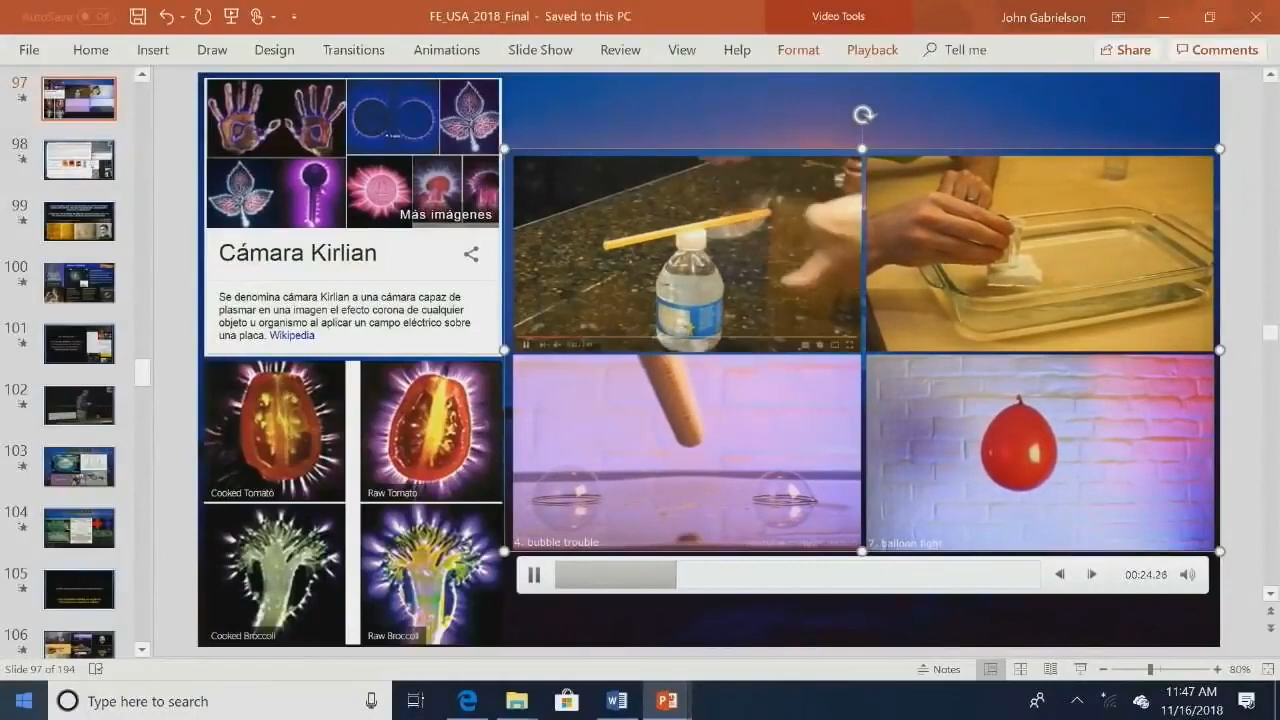 AutoSave Off
FE_USA_2018_Final - Saved to this PC
Video Tools
John Gabrielson
File Home Insert Draw Design Transitions Animations Slide Show Review View Help Format Playback Tell me Share Comments
97
98
99
100
101
102
103
104
105
106
Más imágenes
Cámara Kirlian
Se denomina cámara Kirlian a una cámara capaz de
plasmar en una imagen el efecto corona de cualquier
objeto u organismo al aplicar un campo eléctrico sobre
una placa. Wikipedia
Cooked Tomato
Raw Tomato
Cooked Broccoli
Raw Broccoli
4. bubble trouble
7. balloon fight
00:24.26
Slide 97 of 194
Notes
80%
Type here to search
11:47 AM
11/16/2018